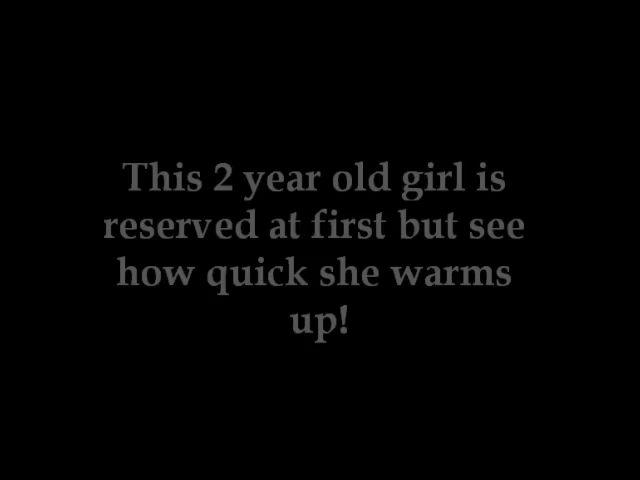 This 2 year old girl is
reserved at first but see
how quick she warms
up!